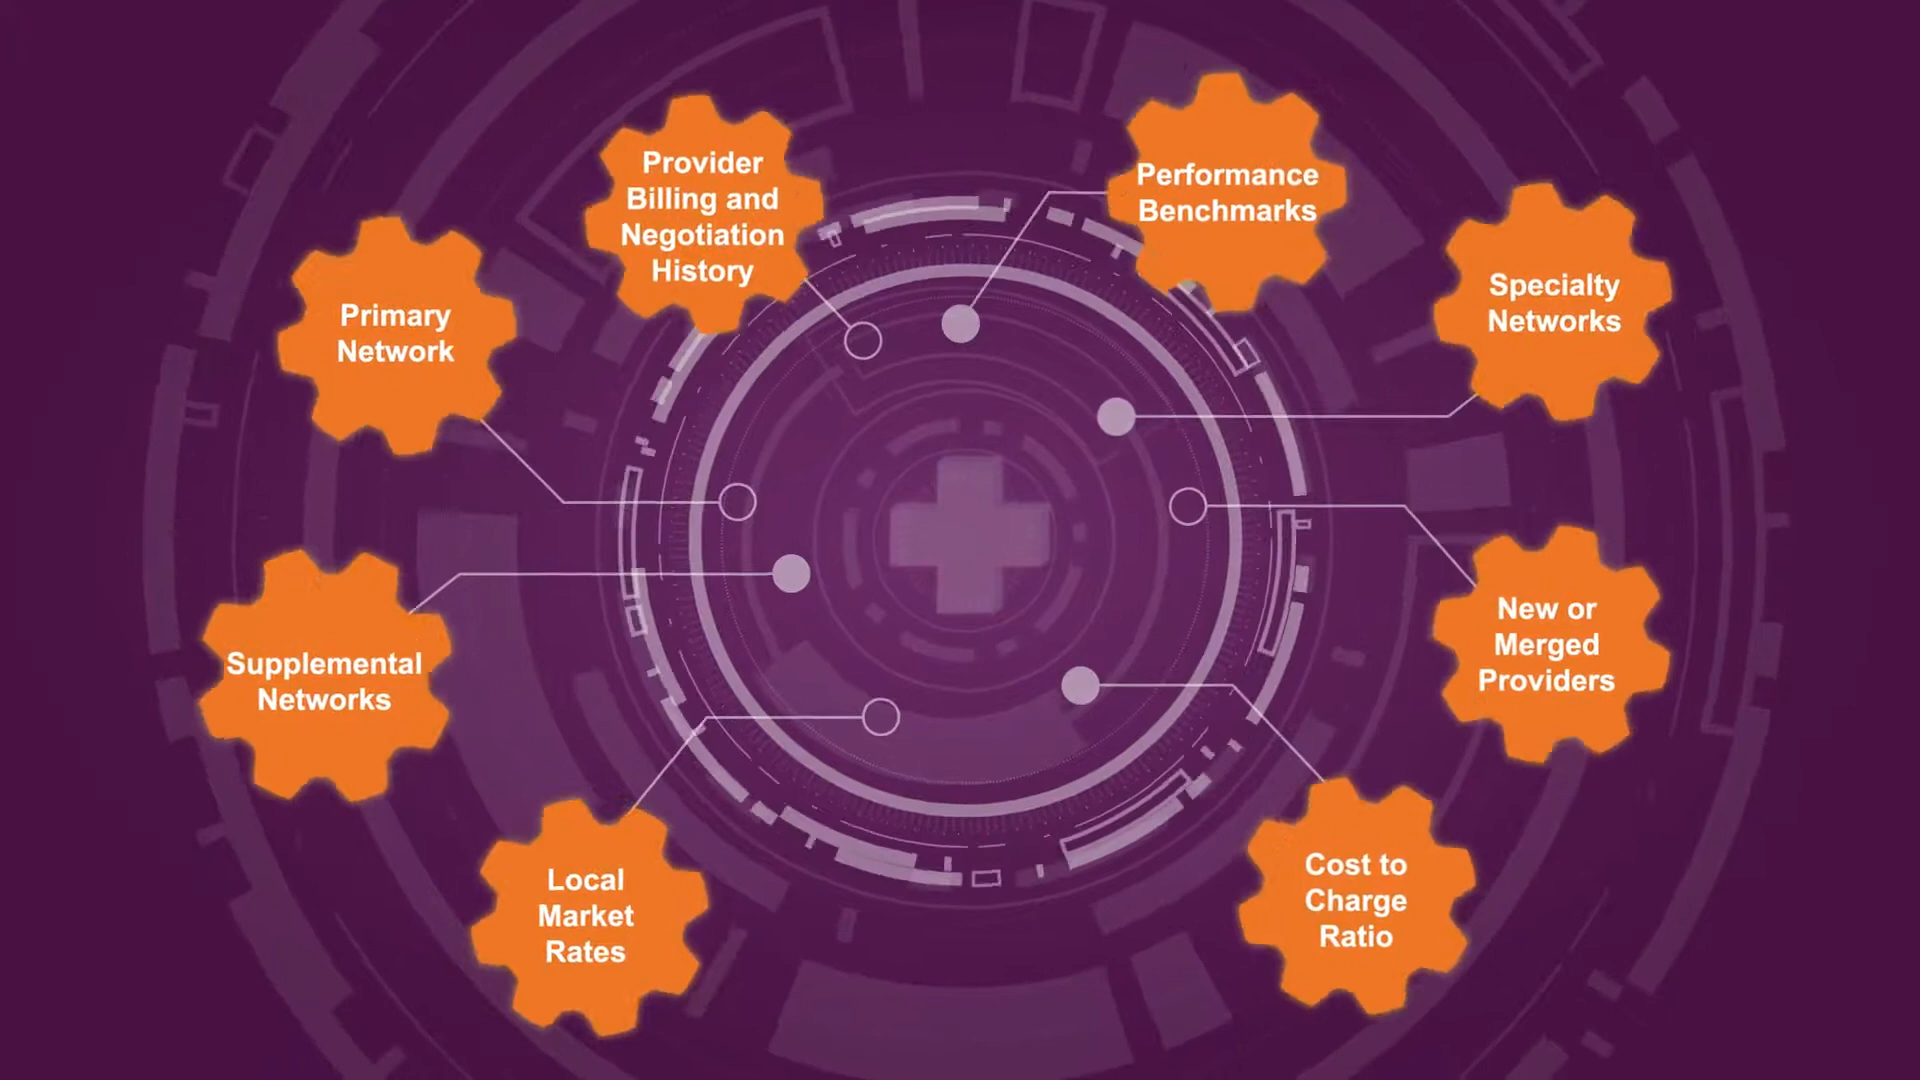 Provider
Billing and
Negotiation
History
Performance
Benchmarks
Primary
Network
Specialty
Networks
Supplemental
Networks
New or
Merged
Providers
Local
Market
Rates
Cost to
Charge
Ratio